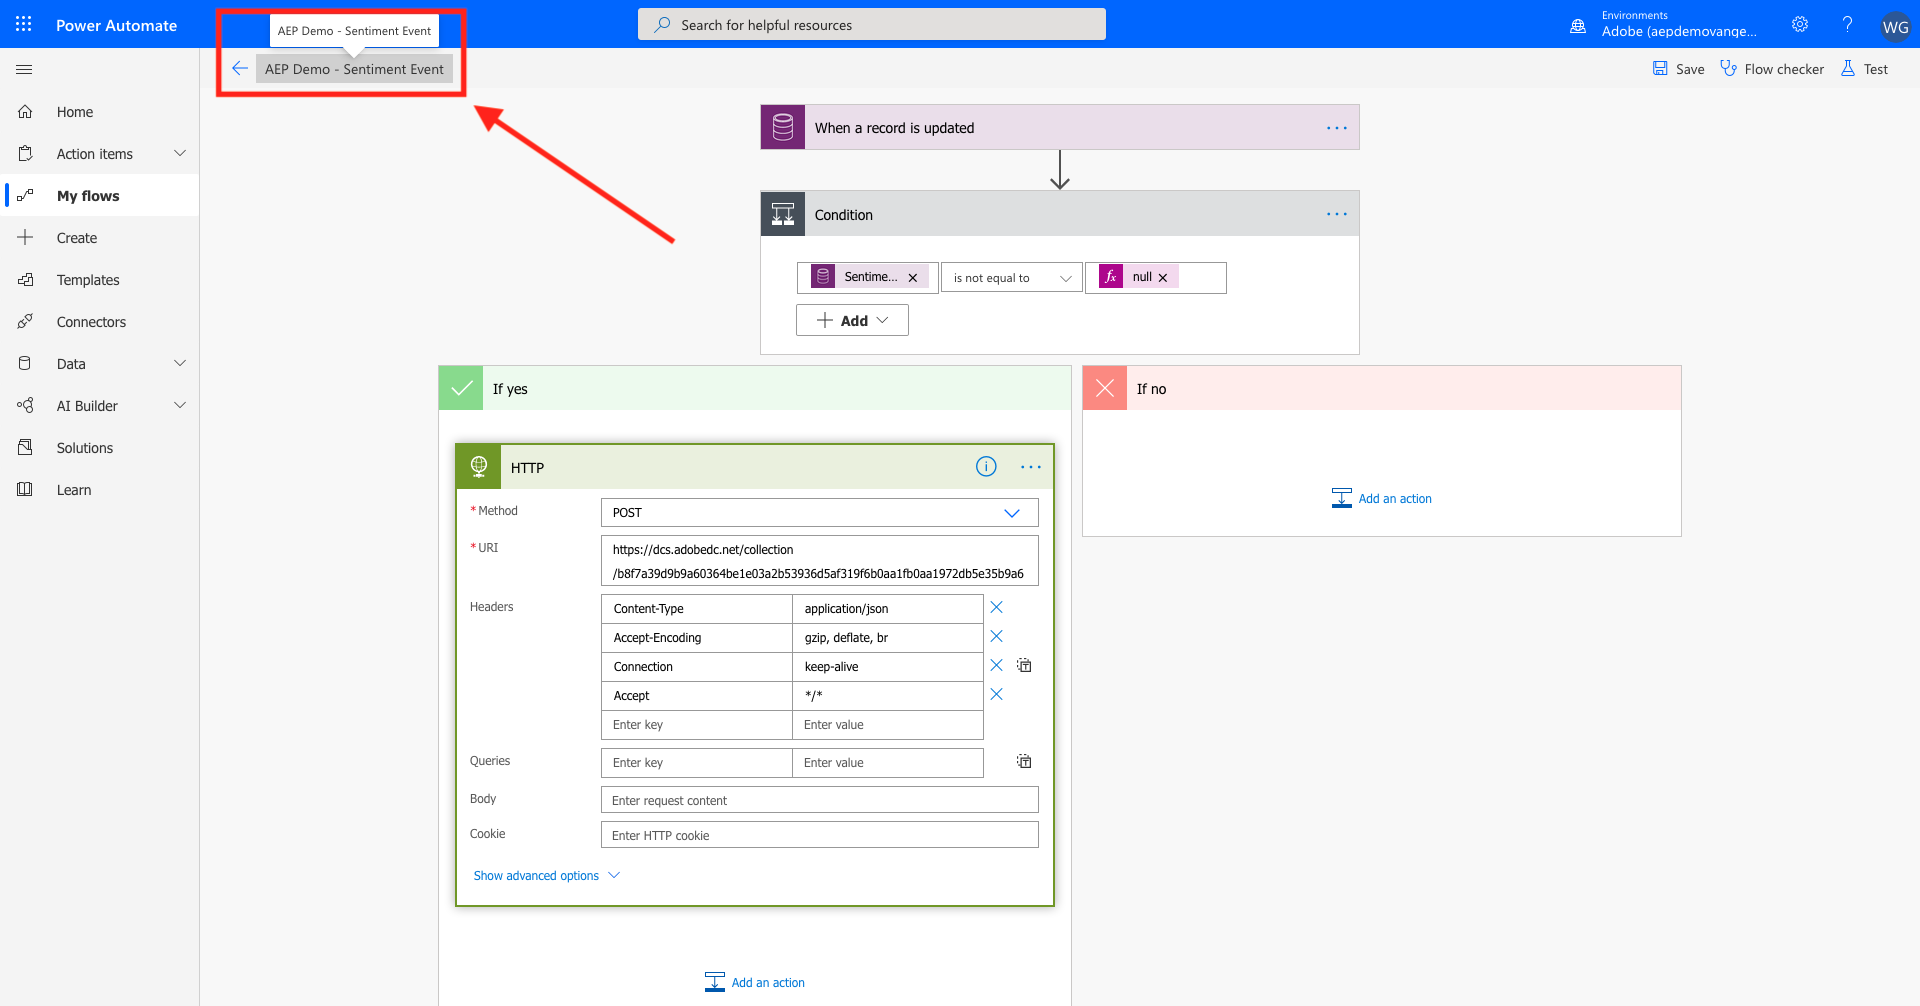 Power Automate
AEP Demo - Sentiment Event
Search for helpful resources
Environments
Adobe (aepdemovange...
?
WG
AEP Demo - Sentiment Event
Save
Flow checker
Test
Home
Action items
My flows
Create
Templates
Connectors
Data
AI Builder
Solutions
Learn
When a record is updated
...
Condition
...
Sentime...
is not equal to
fx null
Add
If yes
If no
HTTP
...
*Method
POST
*URI
https://dcs.adobedc.net/collection
/b8f7a39d9b9a60364be1e03a2b53936d5af319f6b0aa1fb0aa1972db5e35b9a6
Headers
Content-Type application/json
Accept-Encoding gzip, deflate, br
Connection keep-alive
Accept */*
Enter key Enter value
Queries
Enter key Enter value
Body
Enter request content
Cookie
Enter HTTP cookie
Show advanced options
Add an action
Add an action